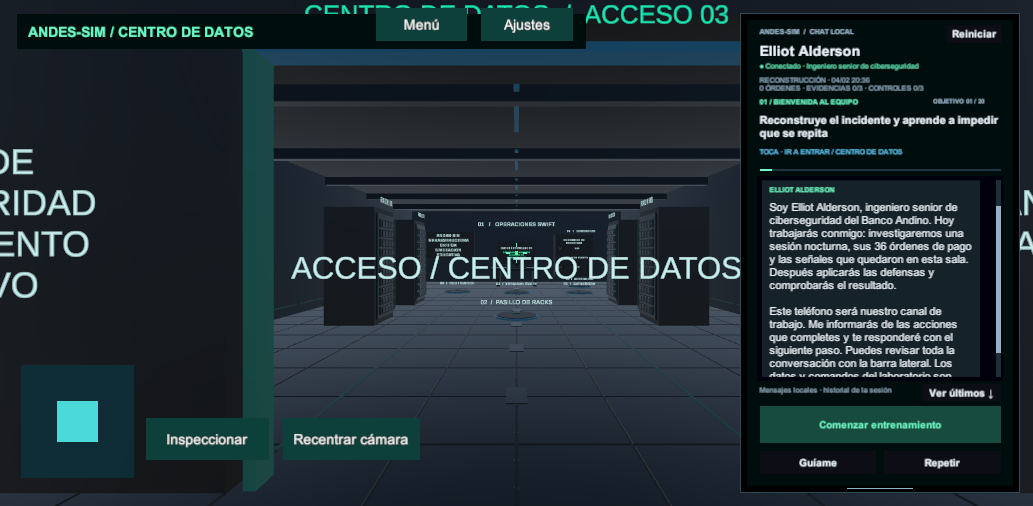 CENTRO DE DATOS / ACCESO 03
ANDES-SIM / CENTRO DE DATOS
Menú
Ajustes
DE
RIDAD
ENTO
VO
01 / OPERACIONES SWIFT
ACCESO / CENTRO DE DATOS
02 / PASILLO DE RACKS
Inspeccionar
Recentrar cámara
ANDES-SIM / CHAT LOCAL
Reiniciar
Elliot Alderson
Conectado · Ingeniero senior de ciberseguridad
RECONSTRUCCIÓN · 04/02 20:36
0 ÓRDENES · EVIDENCIAS 0/3 · CONTROLES 0/3
01 / BIENVENIDA AL EQUIPO
OBJETIVO 01 / 20
Reconstruye el incidente y aprende a impedir
que se repita
TOCA · IR A ENTRAR / CENTRO DE DATOS
ELLIOT ALDERSON
Soy Elliot Alderson, ingeniero senior de
ciberseguridad del Banco Andino. Hoy
trabajarás conmigo: investigaremos una
sesión nocturna, sus 36 órdenes de pago
y las señales que quedaron en esta sala.
Después aplicarás las defensas y
comprobarás el resultado.
Este teléfono será nuestro canal de
trabajo. Me informarás de las acciones
que completes y te responderé con el
siguiente paso. Puedes revisar toda la
conversación con la barra lateral. Los
datos y comandos del laboratorio son
Mensajes locales · historial de la sesión
Ver últimos ↓
Comenzar entrenamiento
Guíame
Repetir